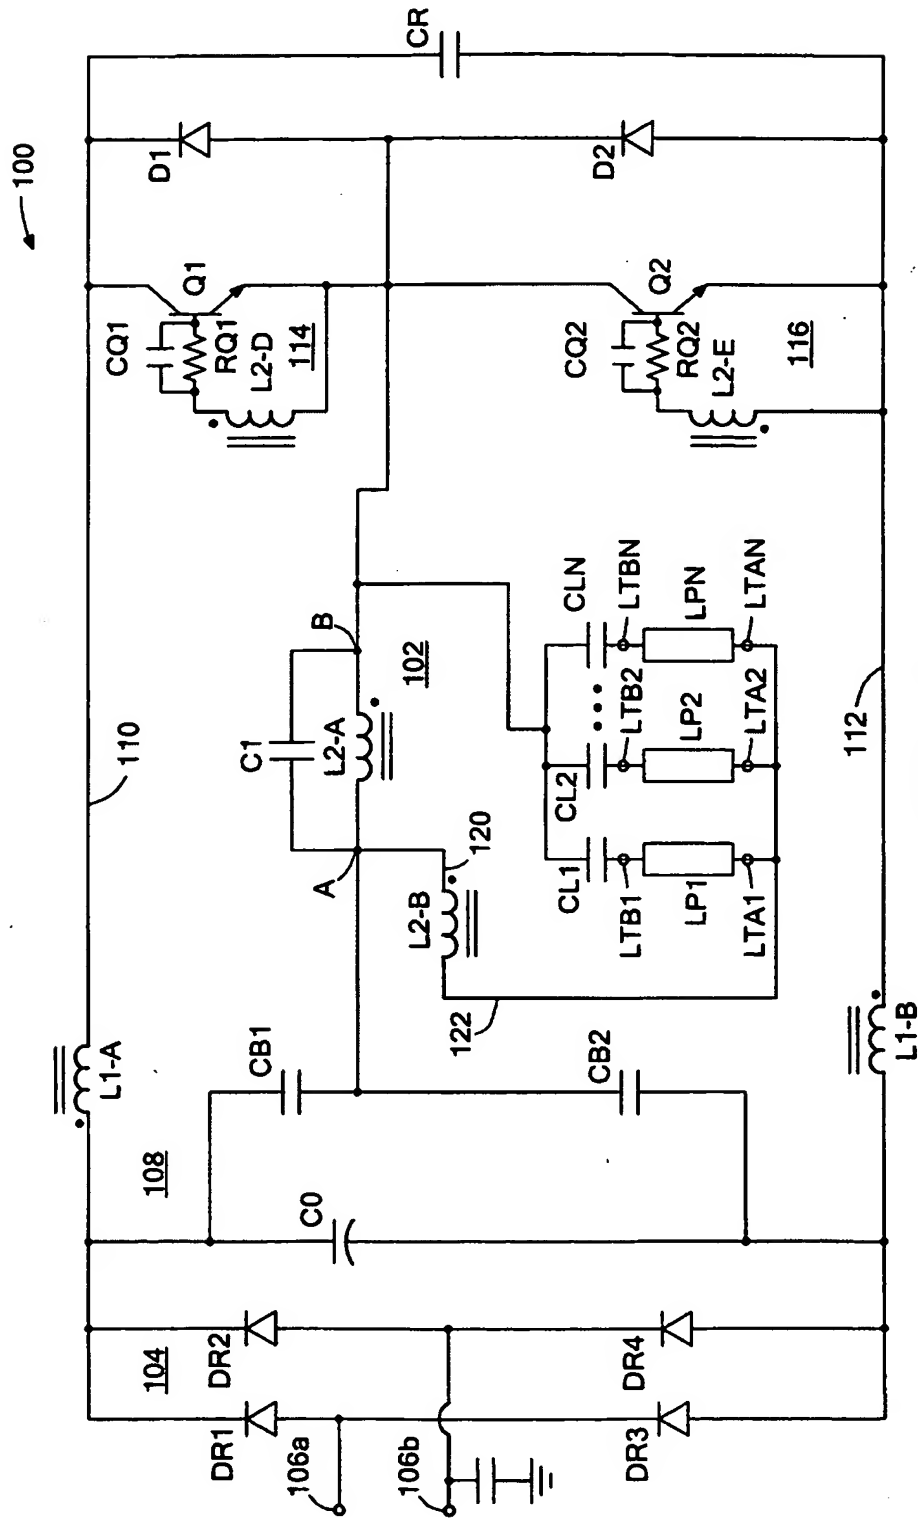 100
CR
D1
D2
CQ1
Q1
RQ1
L2-D
114
CQ2
Q2
RQ2
L2-E
116
110
C1
B
L2-A
102
A
120
L2-B
122
CL1
CL2
CLN
LTB1
LTB2
LTBN
LP1
LP2
LPN
LTA1
LTA2
LTAN
112
L1-A
L1-B
108
CB1
CB2
C0
104
DR2
DR4
DR1
DR3
106a
106b